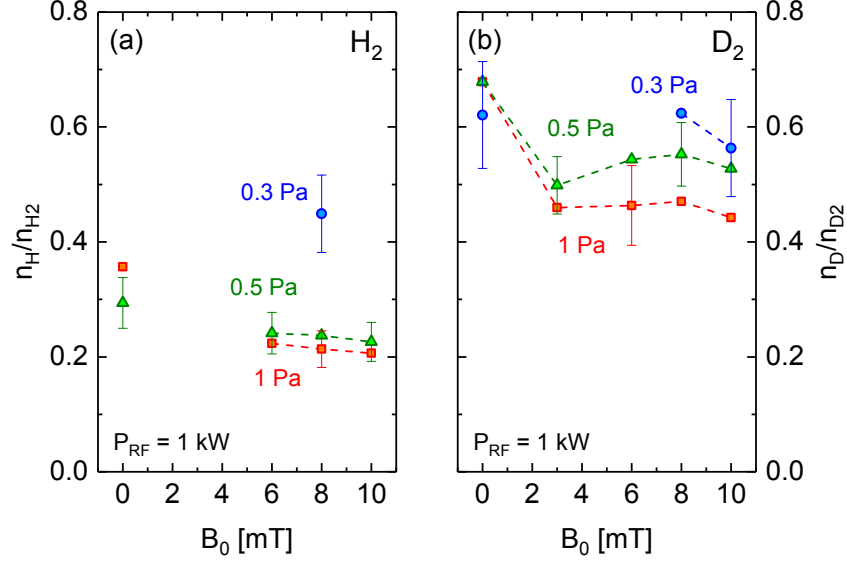 (a)
H2
0.8
0.6
0.4
0.2
0.0
nH/nH2
0.3 Pa
0.5 Pa
1 Pa
PRF = 1 kW
0 2 4 6 8 10
B0 [mT]
(b)
D2
0.3 Pa
0.5 Pa
1 Pa
PRF = 1 kW
0 2 4 6 8 10
B0 [mT]
0.8
0.6
0.4
0.2
0.0
nD/nD2